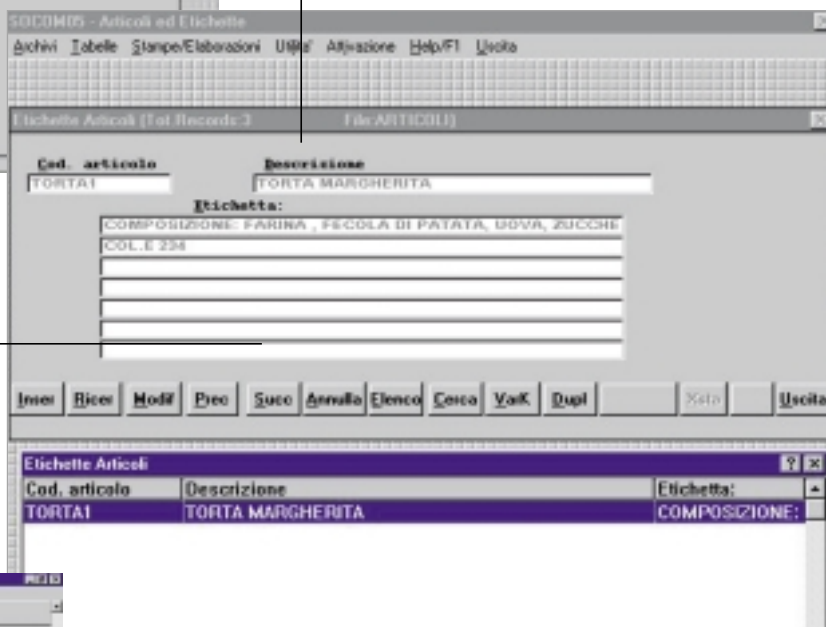 SOCOM05 - Articoli ed Etichette
Archivi Tabelle Stampe/Elaborazioni Utilita' Attivazione Help/F1 Uscita
Etichette Articoli (Tot.Records:3 File:ARTICOLI)
Cod. articolo Descrizione
TORTA1 TORTA MARGHERITA
Etichetta:
COMPOSIZIONE: FARINA , FECOLA DI PATATA, UOVA, ZUCCHE
COL.E 234
Inser Ricer Modif Prec Succ Annulla Elenco Cerca VarK Dupl Uscita
Etichette Articoli
Cod. articolo Descrizione Etichetta:
TORTA1 TORTA MARGHERITA COMPOSIZIONE: